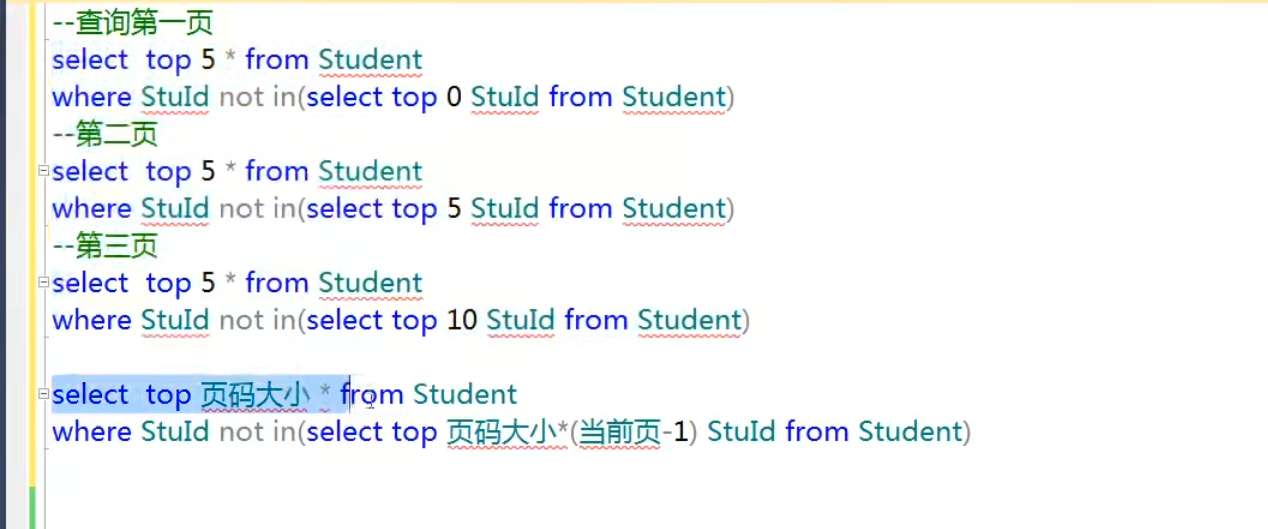 --查询第一页
select  top 5 * from Student
where StuId not in(select top 0 StuId from Student)
--第二页
select  top 5 * from Student
where StuId not in(select top 5 StuId from Student)
--第三页
select  top 5 * from Student
where StuId not in(select top 10 StuId from Student)
select  top 页码大小 * from Student
where StuId not in(select top 页码大小*(当前页-1) StuId from Student)